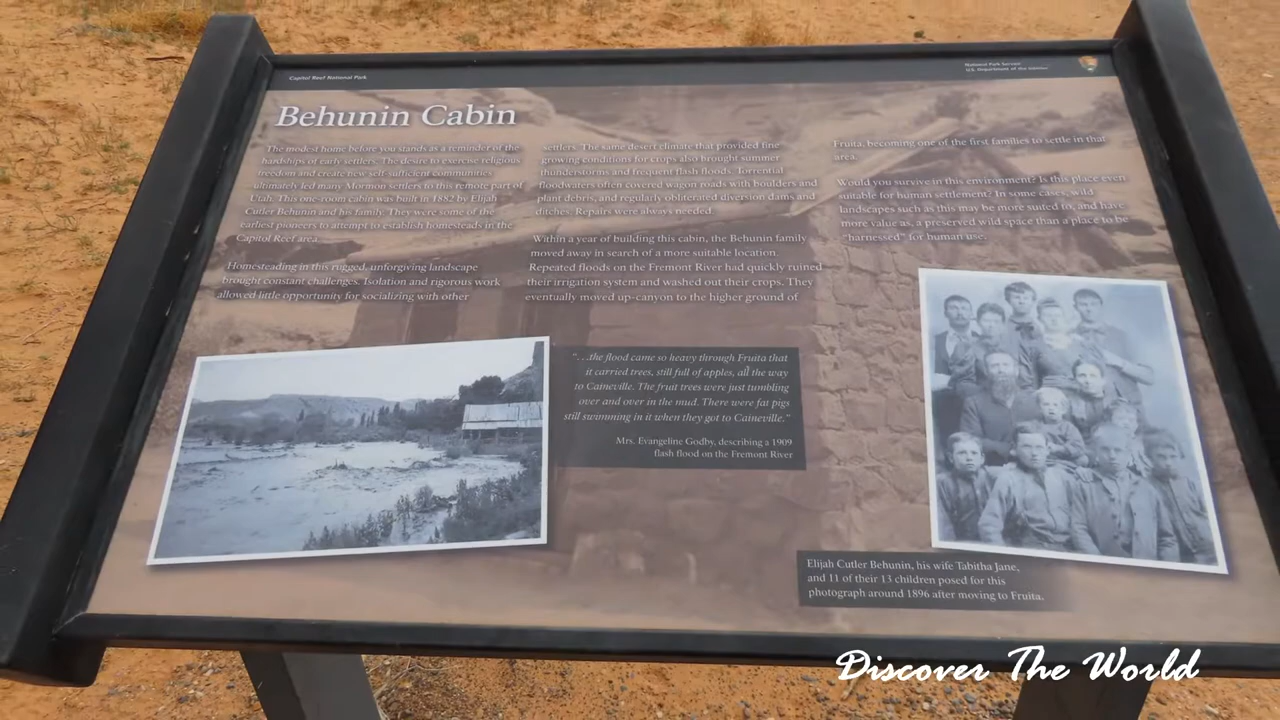 Capitol Reef National Park
National Park Service
U.S. Department of the Interior
Behunin Cabin
The modest home before you stands as a reminder of the
hardships of early settlers. The desire to exercise religious
freedom and create new self-sufficient communities
ultimately led many Mormon settlers to this remote part of
Utah. This one-room cabin was built in 1882 by Elijah
Cutler Behunin and his family. They were some of the
earliest pioneers to attempt to establish homesteads in the
Capitol Reef area.
Homesteading in this rugged, unforgiving landscape
brought constant challenges. Isolation and rigorous work
allowed little opportunity for socializing with other
settlers. The same desert climate that provided fine
growing conditions for crops also brought summer
thunderstorms and frequent flash floods. Torrential
floodwaters often covered wagon roads with boulders and
plant debris, and regularly obliterated diversion dams and
ditches. Repairs were always needed.
Within a year of building this cabin, the Behunin family
moved away in search of a more suitable location.
Repeated floods on the Fremont River had quickly ruined
their irrigation system and washed out their crops. They
eventually moved up-canyon to the higher ground of
Fruita, becoming one of the first families to settle in that
area.
Would you survive in this environment? Is this place even
suitable for human settlement? In some cases, wild
landscapes such as this may be more suited to, and have
more value as, a preserved wild space than a place to be
"harnessed" for human use.
"...the flood came so heavy through Fruita that
it carried trees, still full of apples, all the way
to Caineville. The fruit trees were just tumbling
over and over in the mud. There were fat pigs
still swimming in it when they got to Caineville."
Mrs. Evangeline Godby, describing a 1909
flash flood on the Fremont River
Elijah Cutler Behunin, his wife Tabitha Jane,
and 11 of their 13 children posed for this
photograph around 1896 after moving to Fruita.
Discover The World